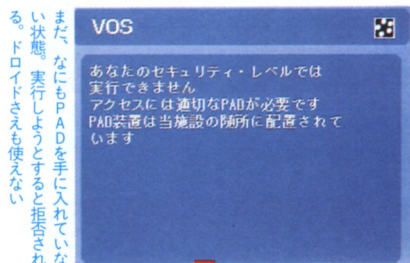 まだ、なにもPADを手に入れていな
い状態。実行しようとすると拒否され
る。ドロイドさえも使えない
VOS
あなたのセキュリティ・レベルでは
実行できません
アクセスには適切なPADが必要です
PAD装置は当施設の随所に配置されて
います